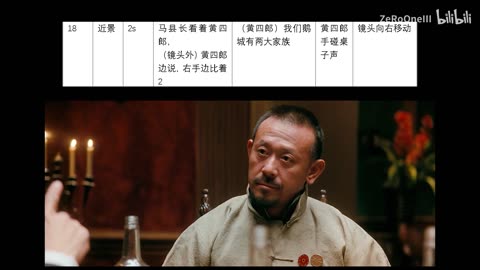 ZeRoOneIII bilibili
18 近景 2s 马县长看着黄四 （黄四郎）我们鹅 黄四郎 镜头向右移动
郎， 城有两大家族 手碰桌
（镜头外）黄四郎 子声
边说，右手边比着
2